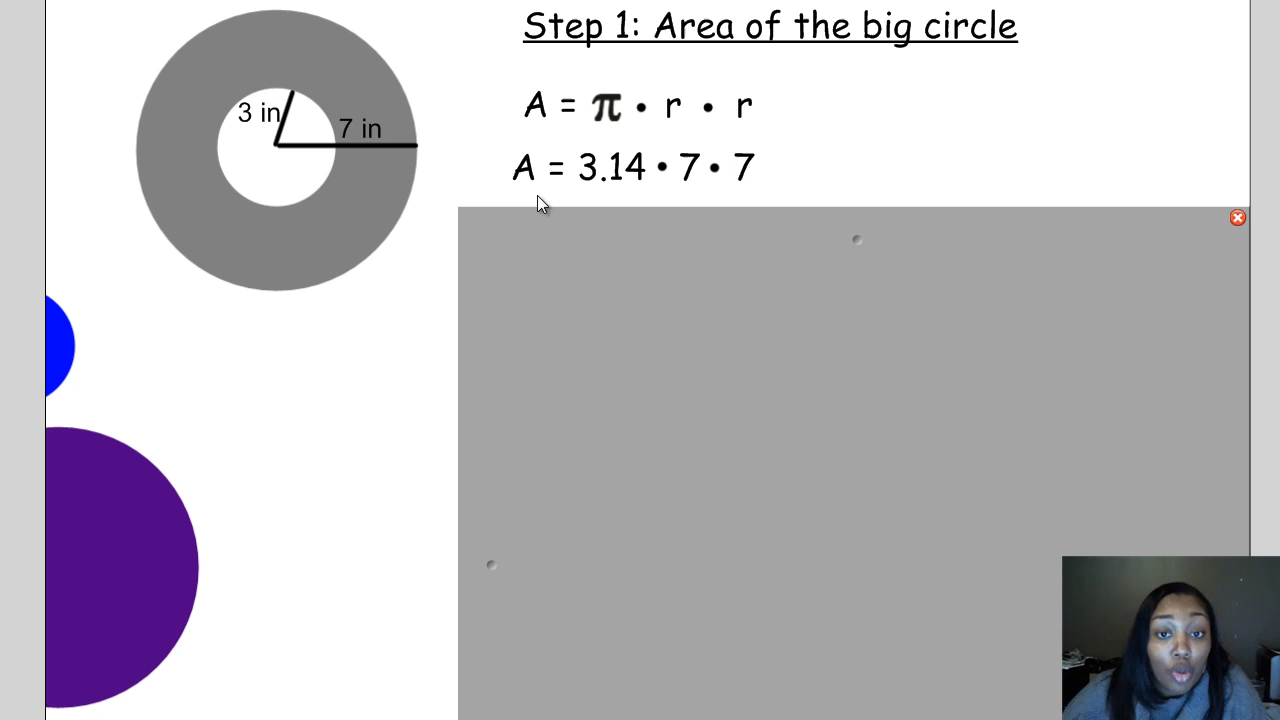 Step 1: Area of the big circle
3 in
7 in
A = π • r • r
A = 3.14 • 7 • 7